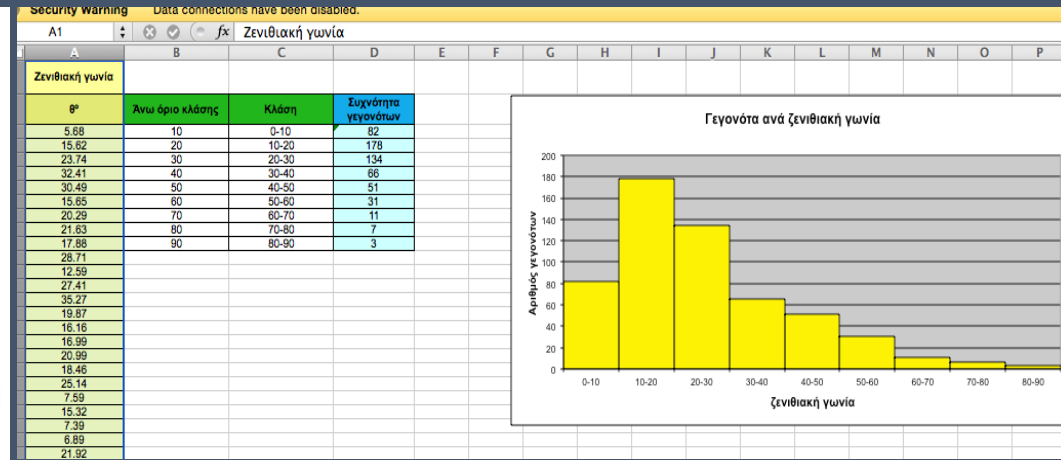 Security Warning Data connections have been disabled.
A1 fx Ζενιθιακή γωνία
A B C D E F G H I J K L M N O P
Ζενιθιακή γωνία
θº Άνω όριο κλάσης Κλάση Συχνότητα γεγονότων
5.68 10 0-10 82
15.62 20 10-20 178
23.74 30 20-30 134
32.41 40 30-40 66
30.49 50 40-50 51
15.65 60 50-60 31
20.29 70 60-70 11
21.63 80 70-80 7
17.88 90 80-90 3
28.71
12.59
27.41
35.27
19.87
16.16
16.99
20.99
18.46
25.14
7.59
15.32
7.39
6.89
21.92
Γεγονότα ανά ζενιθιακή γωνία
Αριθμός γεγονότων
200
180
160
140
120
100
80
60
40
20
0
0-10 10-20 20-30 30-40 40-50 50-60 60-70 70-80 80-90
ζενιθιακή γωνία